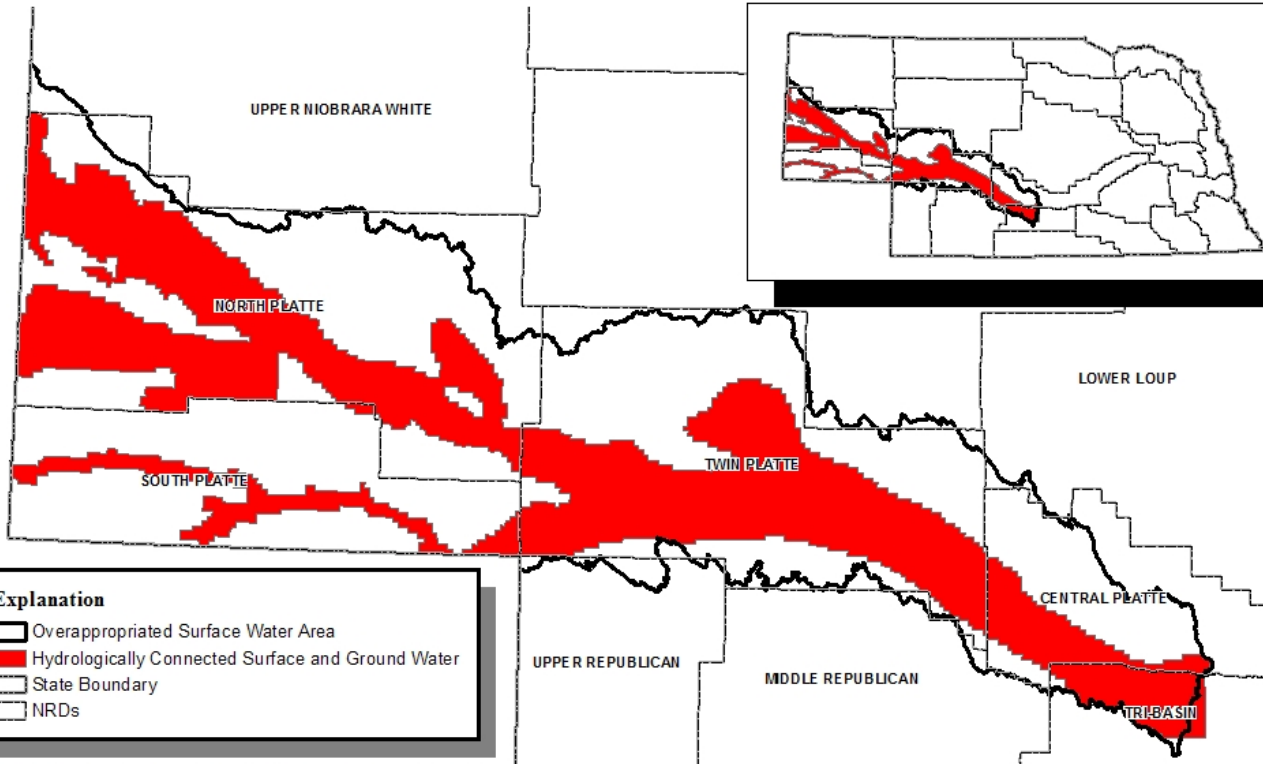 UPPER NIOBRARA WHITE
NORTH PLATTE
LOWER LOUP
TWIN PLATTE
SOUTH PLATTE
CENTRAL PLATTE
UPPER REPUBLICAN
MIDDLE REPUBLICAN
TRI-BASIN
Explanation
Overappropriated Surface Water Area
Hydrologically Connected Surface and Ground Water
State Boundary
NRDs